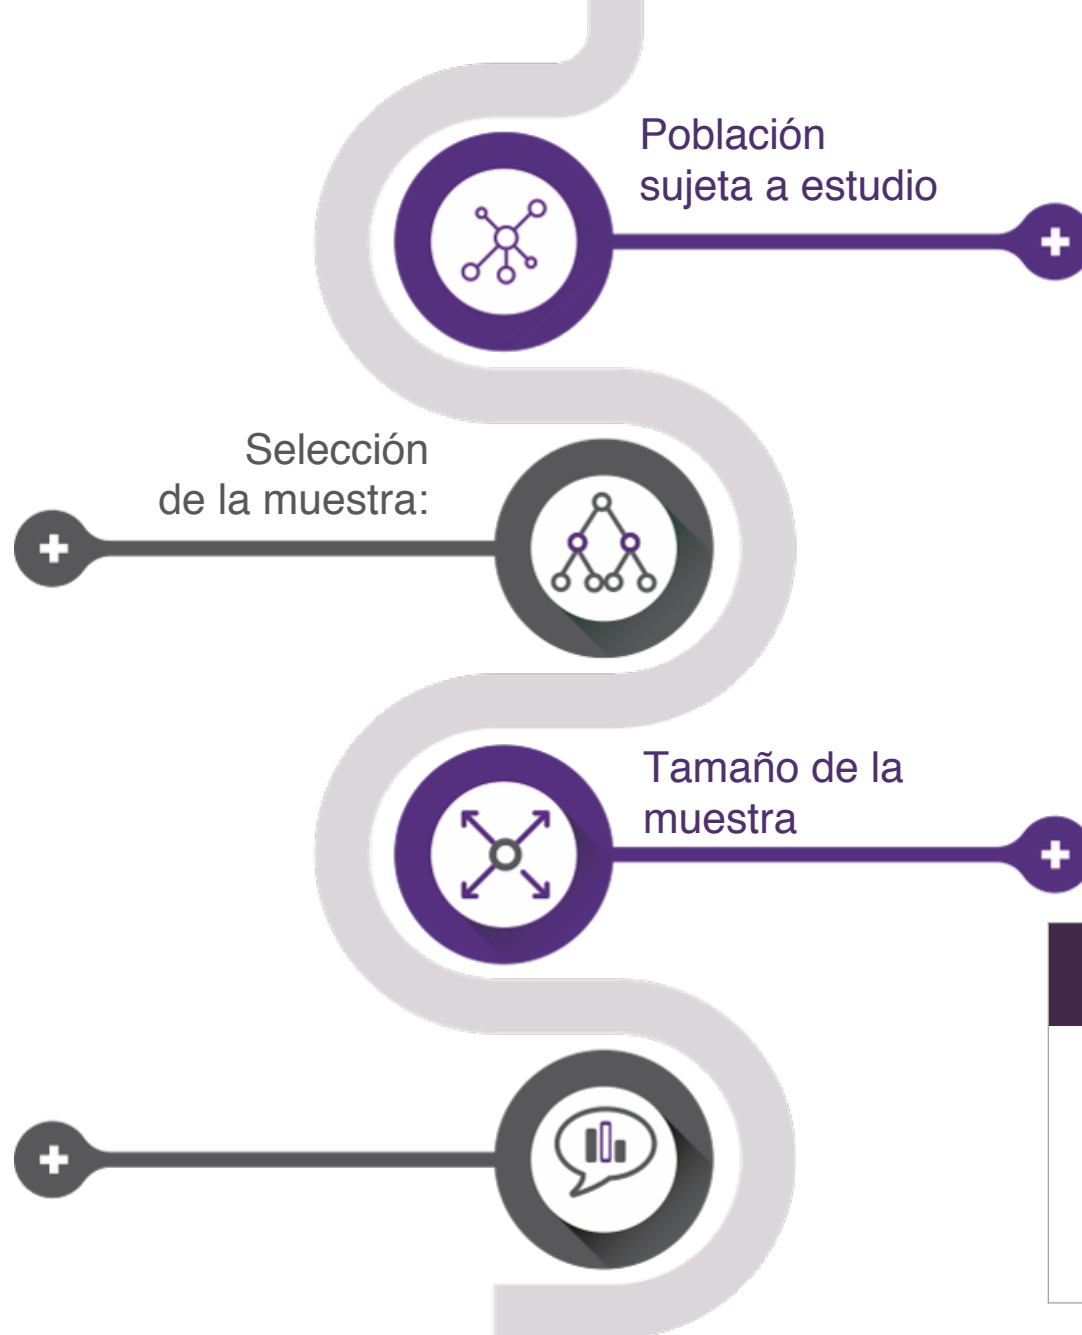 Población
sujeta a estudio
Selección
de la muestra:
Tamaño de la
muestra